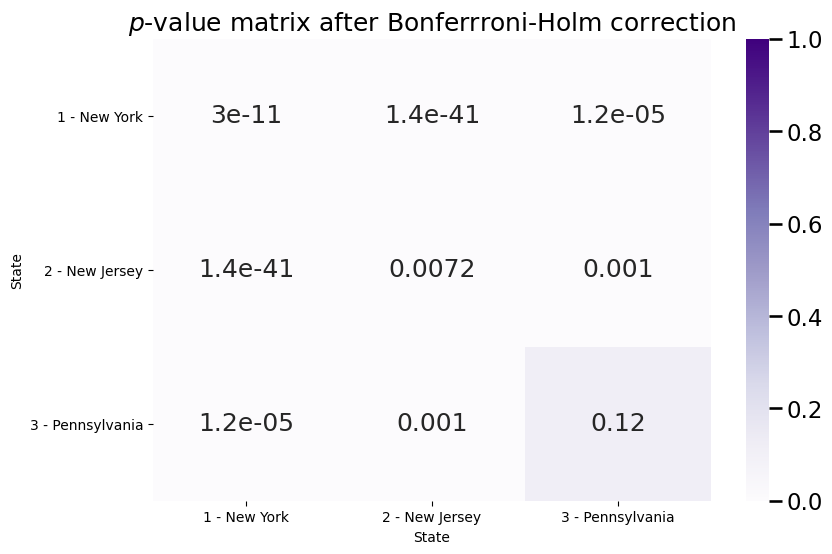 p-value matrix after Bonferrroni-Holm correction
1 - New York
3e-11 1.4e-41 1.2e-05
2 - New Jersey
1.4e-41 0.0072 0.001
3 - Pennsylvania
1.2e-05 0.001 0.12
State
1 - New York 2 - New Jersey 3 - Pennsylvania
State
1.0
0.8
0.6
0.4
0.2
0.0